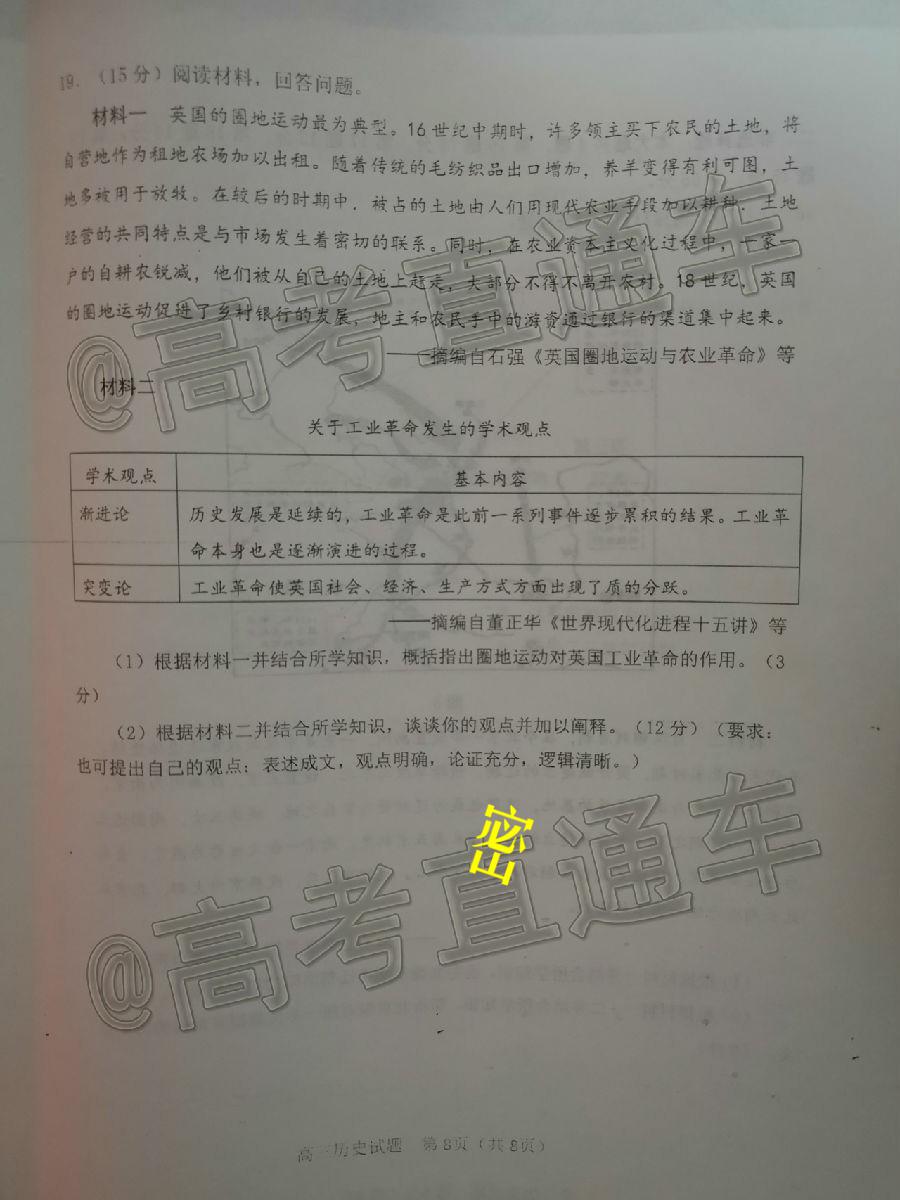 19. （15分）阅读材料，回答问题。
材料一 英国的圈地运动最为典型。16世纪中期时，许多领主买下农民的土地，将
自营地作为租地农场加以出租。随着传统的毛纺织品出口增加，养羊变得有利可图，土
地多被用于放牧。在较后的时期中，被占的土地由人们用现代农业手段加以耕种，土地
经营的共同特点是与市场发生着密切的联系。同时，在农业资本主义化过程中，一家一
户的自耕农锐减，他们被从自己的土地上赶走，大部分不得不离开农村。18世纪，英国
的圈地运动促进了乡村银行的发展，地主和农民手中的游资通过银行的渠道集中起来。
——摘编自石强《英国圈地运动与农业革命》等
材料二
关于工业革命发生的学术观点
学术观点 基本内容
渐进论 历史发展是延续的，工业革命是此前一系列事件逐步累积的结果。工业革
命本身也是逐渐演进的过程。
突变论 工业革命使英国社会、经济、生产方式方面出现了质的分跃。
——摘编自董正华《世界现代化进程十五讲》等
（1）根据材料一并结合所学知识，概括指出圈地运动对英国工业革命的作用。（3
分）
（2）根据材料二并结合所学知识，谈谈你的观点并加以阐释。（12分）（要求：
也可提出自己的观点；表述成文，观点明确，论证充分，逻辑清晰。）
密
@高考直通车
@高考直通车
高三历史试题 第8页（共8页）